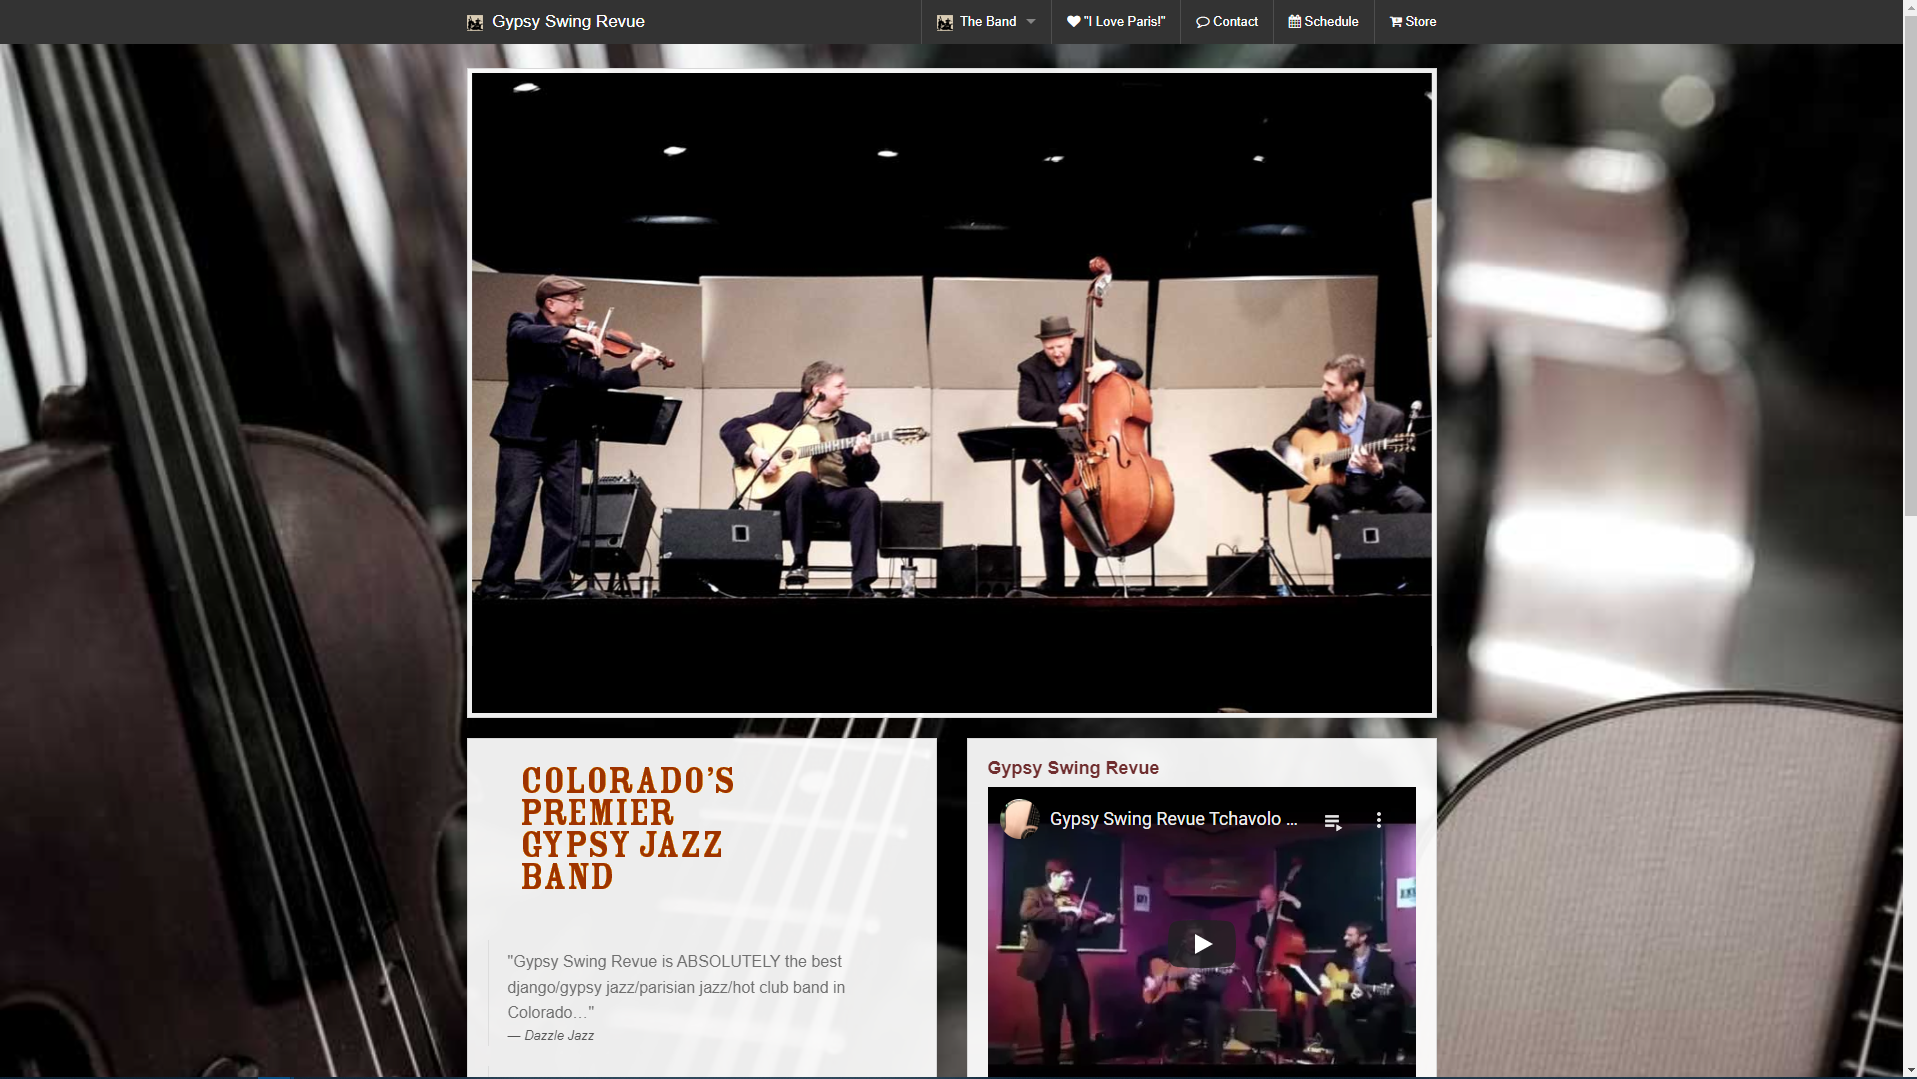 Gypsy Swing Revue
The Band
"I Love Paris!"
Contact
Schedule
Store
COLORADO'S
PREMIER
GYPSY JAZZ
BAND
"Gypsy Swing Revue is ABSOLUTELY the best
django/gypsy jazz/parisian jazz/hot club band in
Colorado…"
— Dazzle Jazz
Gypsy Swing Revue
Gypsy Swing Revue Tchavolo ...